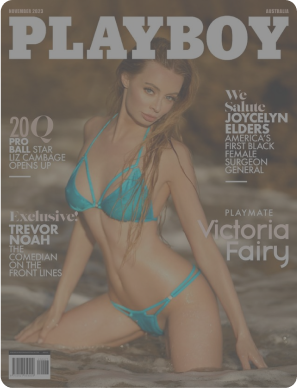 NOVEMBER 2022
AUSTRALIA
PLAYBOY
We
Salute
JOYCELYN
ELDERS
AMERICA'S
FIRST BLACK
FEMALE
SURGEON
GENERAL
20Q
PRO
BALL STAR
LIZ CAMBAGE
OPENS UP
Exclusive!
TREVOR
NOAH
THE
COMEDIAN
ON THE
FRONT LINES
PLAYMATE
Victoria
Fairy